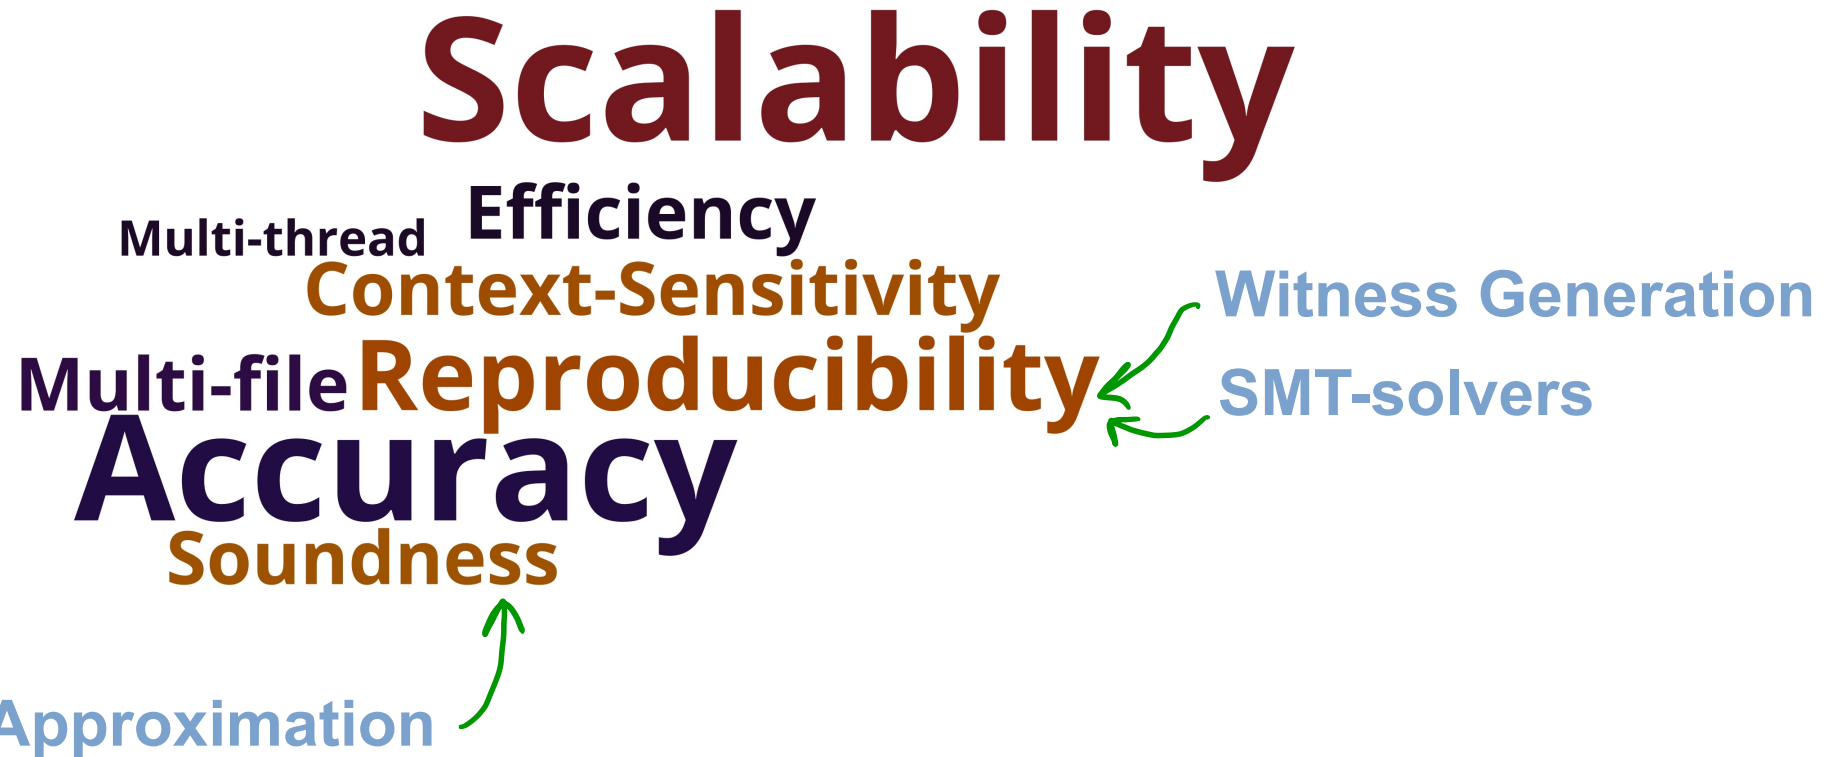 Scalability
Efficiency
Multi-thread
Context-Sensitivity
Witness Generation
Multi-file
Reproducibility
SMT-solvers
Accuracy
Soundness
Approximation